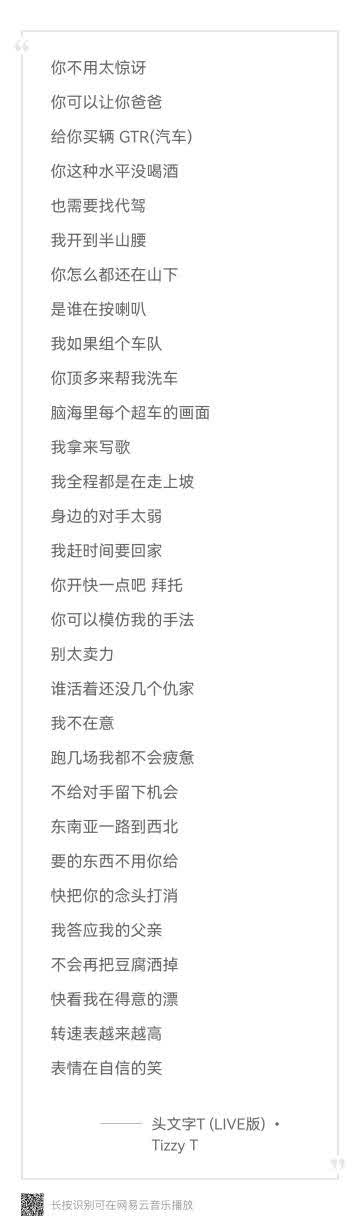 你不用太惊讶
你可以让你爸爸
给你买辆 GTR(汽车)
你这种水平没喝酒
也需要找代驾
我开到半山腰
你怎么都还在山下
是谁在按喇叭
我如果组个车队
你顶多来帮我洗车
脑海里每个超车的画面
我拿来写歌
我全程都是在走上坡
身边的对手太弱
我赶时间要回家
你开快一点吧 拜托
你可以模仿我的手法
别太卖力
谁活着还没几个仇家
我不在意
跑几场我都不会疲惫
不给对手留下机会
东南亚一路到西北
要的东西不用你给
快把你的念头打消
我答应我的父亲
不会再把豆腐洒掉
快看我在得意的漂
转速表越来越高
表情在自信的笑
头文字T (LIVE版) •
Tizzy T
长按识别可在网易云音乐播放